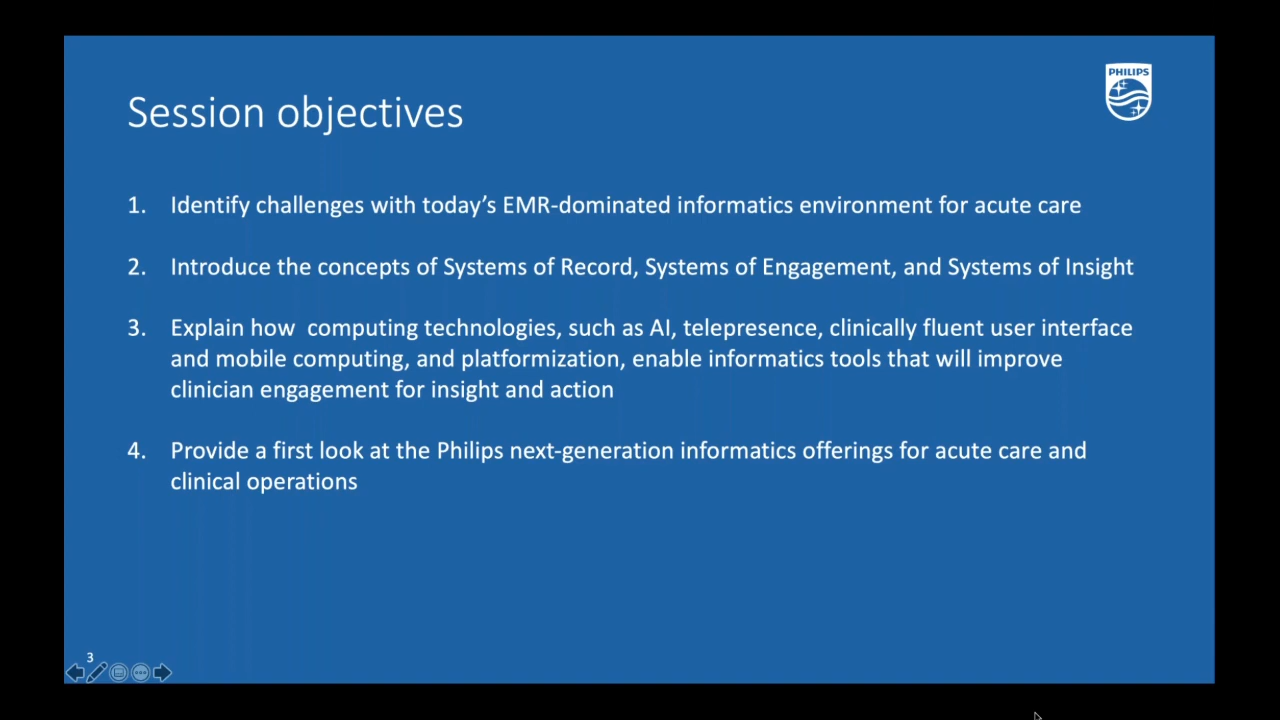 PHILIPS
Session objectives
1. Identify challenges with today’s EMR-dominated informatics environment for acute care
2. Introduce the concepts of Systems of Record, Systems of Engagement, and Systems of Insight
3. Explain how  computing technologies, such as AI, telepresence, clinically fluent user interface
and mobile computing, and platformization, enable informatics tools that will improve
clinician engagement for insight and action
4. Provide a first look at the Philips next-generation informatics offerings for acute care and
clinical operations
3